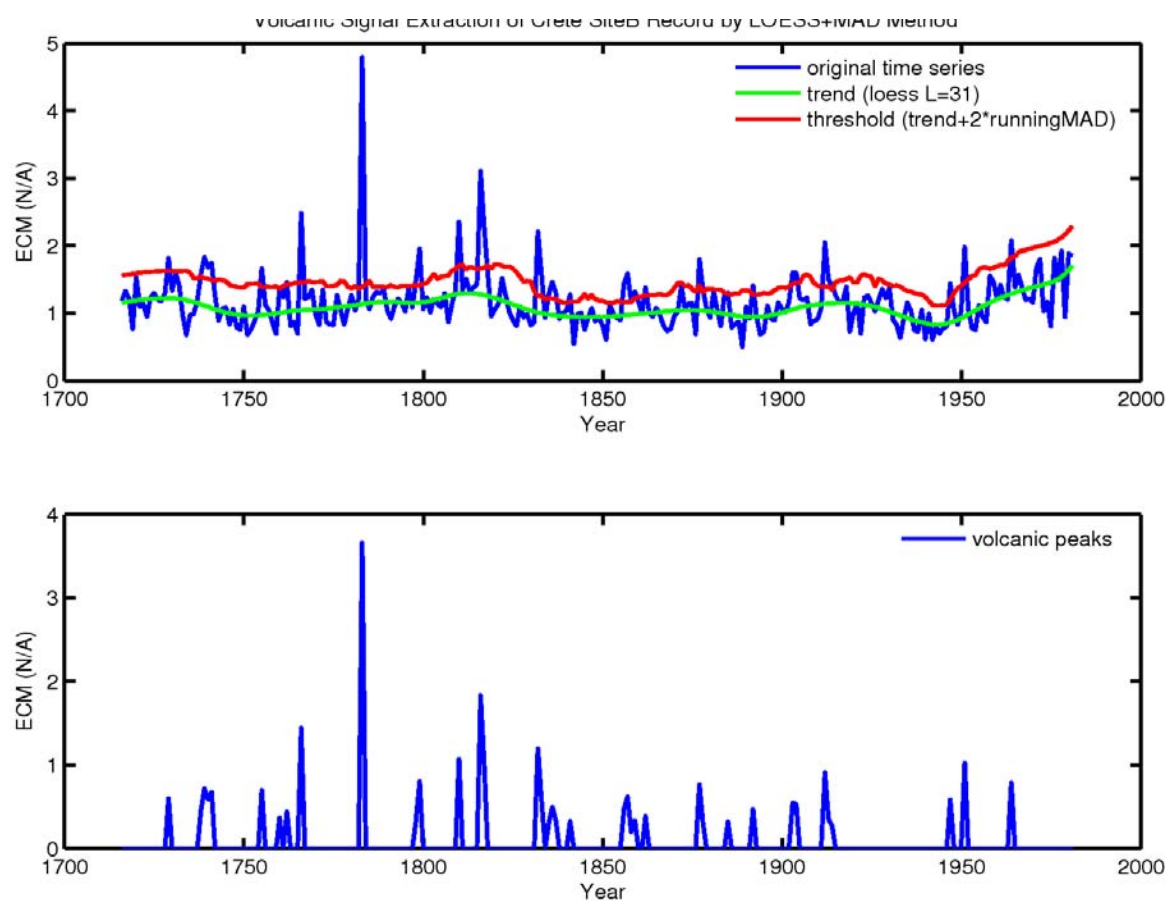 Volcanic Signal Extraction of Crete SiteB Record by LOESS+MAD Method
5
4
3
2
1
0
ECM (N/A)
original time series
trend (loess L=31)
threshold (trend+2*runningMAD)
1700 1750 1800 1850 1900 1950 2000
Year
4
3
2
1
0
ECM (N/A)
volcanic peaks
1700 1750 1800 1850 1900 1950 2000
Year